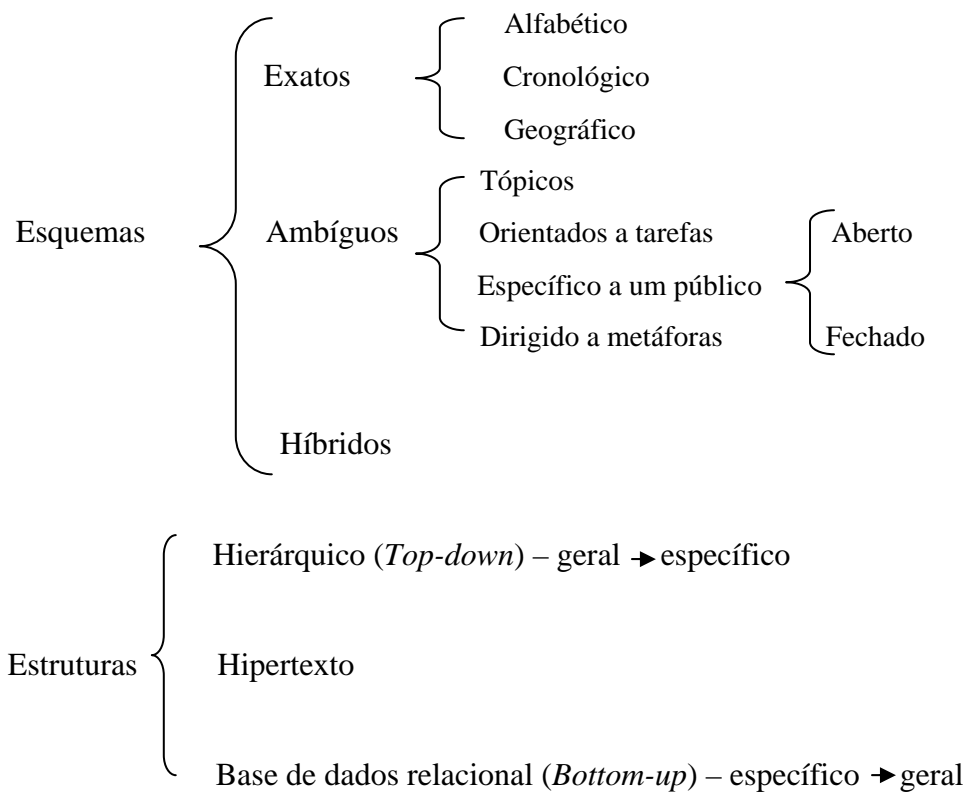 Alfabético
Exatos
Cronológico
Geográfico
Tópicos
Esquemas
Ambíguos
Orientados a tarefas
Aberto
Específico a um público
Dirigido a metáforas
Fechado
Híbridos
Hierárquico (Top-down) – geral → específico
Estruturas
Hipertexto
Base de dados relacional (Bottom-up) – específico → geral